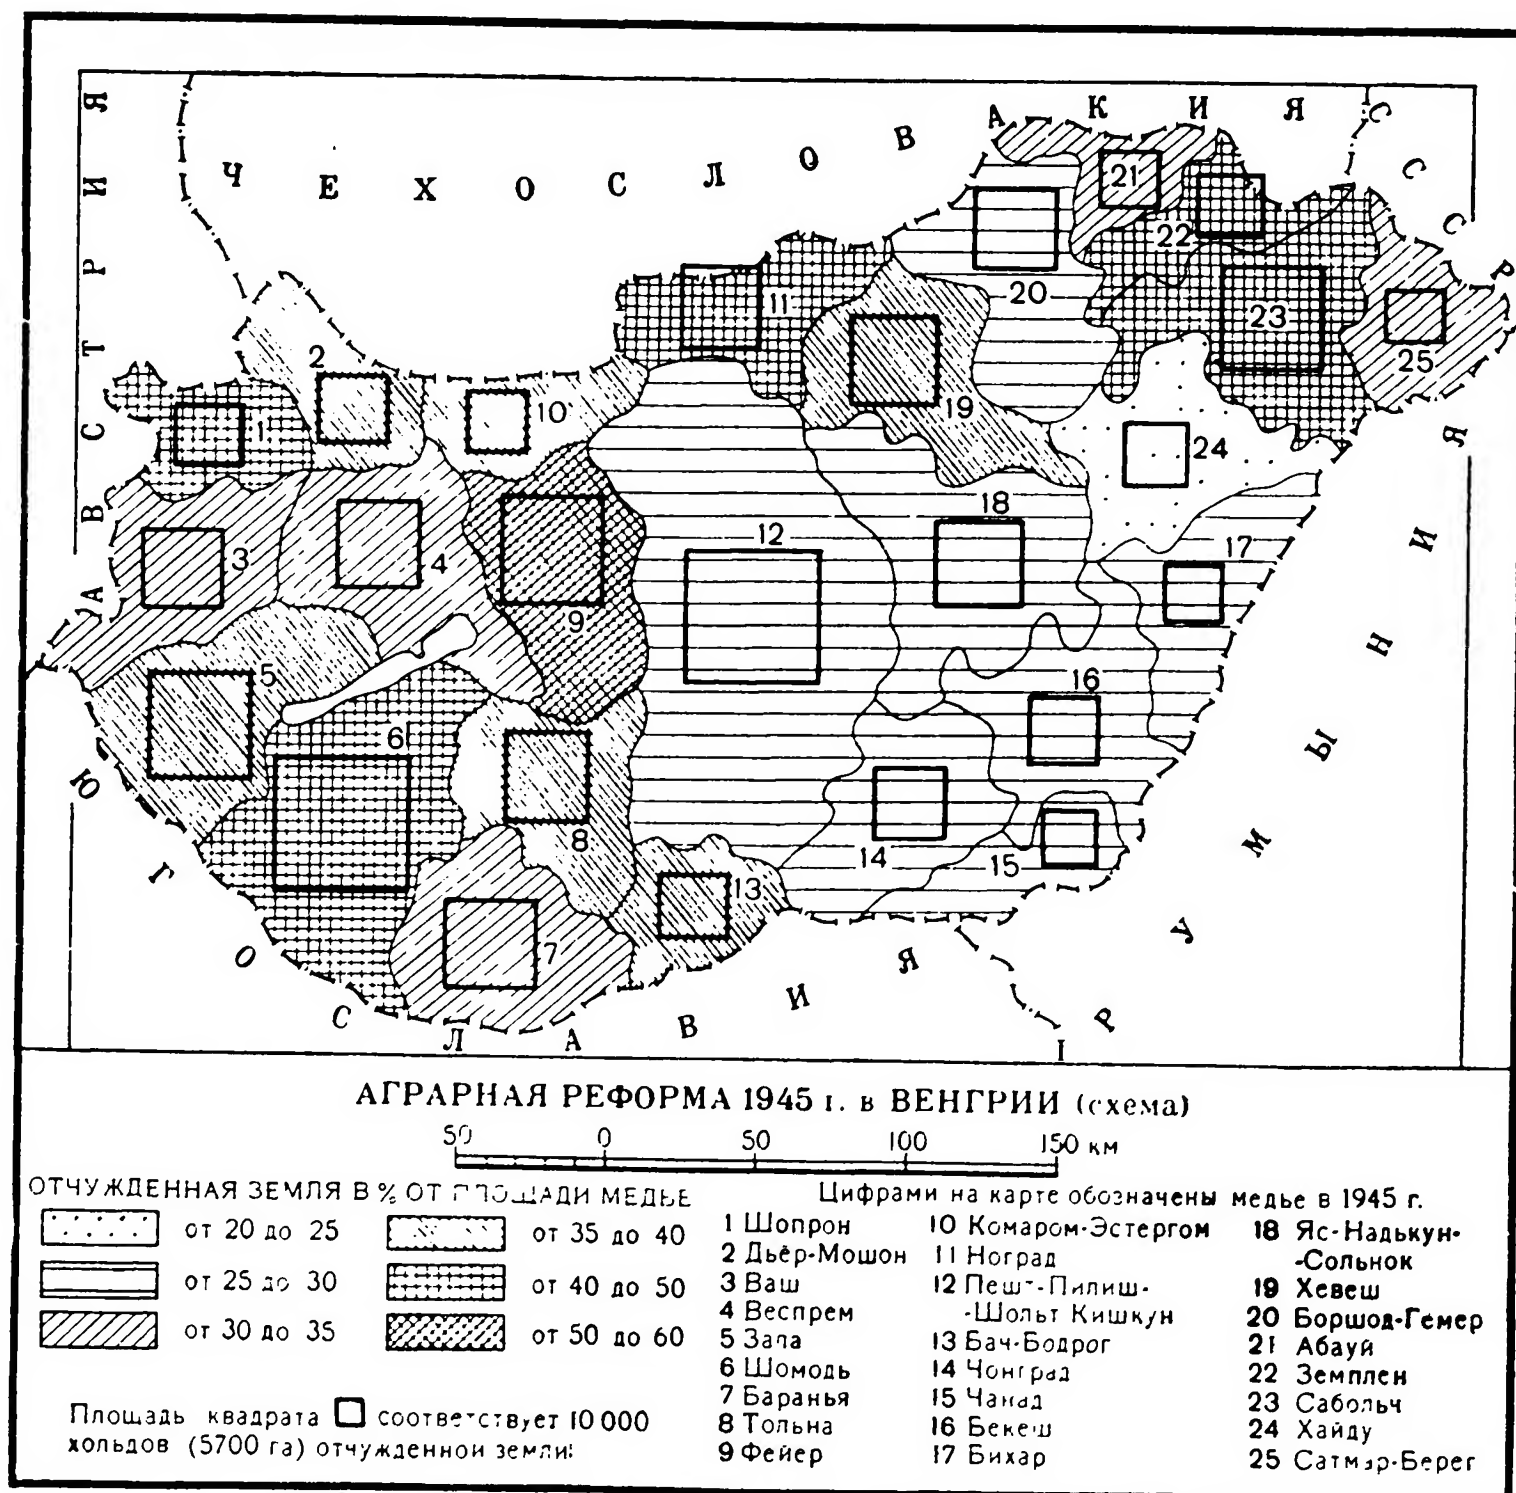 ЧЕХОСЛОВАКИЯ
СССР
АВСТРИЯ
ЮГОСЛАВИЯ
РУМЫНИЯ
1
2
3
4
5
6
7
8
9
10
11
12
13
14
15
16
17
18
19
20
21
22
23
24
25
АГРАРНАЯ РЕФОРМА 1945 г. в ВЕНГРИИ (схема)
50 0 50 100 150 км
ОТЧУЖДЕННАЯ ЗЕМЛЯ В % ОТ ПЛОЩАДИ МЕДЬЕ
от 20 до 25
от 25 до 30
от 30 до 35
от 35 до 40
от 40 до 50
от 50 до 60
Площадь квадрата соответствует 10 000
хольдов (5700 га) отчужденной земли
Цифрами на карте обозначены медье в 1945 г.
1 Шопрон
2 Дьёр-Мошон
3 Ваш
4 Веспрем
5 Зала
6 Шомодь
7 Баранья
8 Тольна
9 Фейер
10 Комаром-Эстергом
11 Ноград
12 Пешт-Пилиш-
-Шольт Кишкун
13 Бач-Бодрог
14 Чонград
15 Чанад
16 Бекеш
17 Бихар
18 Яс-Надькун-
-Сольнок
19 Хевеш
20 Боршод-Гемер
21 Абауй
22 Земплен
23 Сабольч
24 Хайду
25 Сатмар-Берег